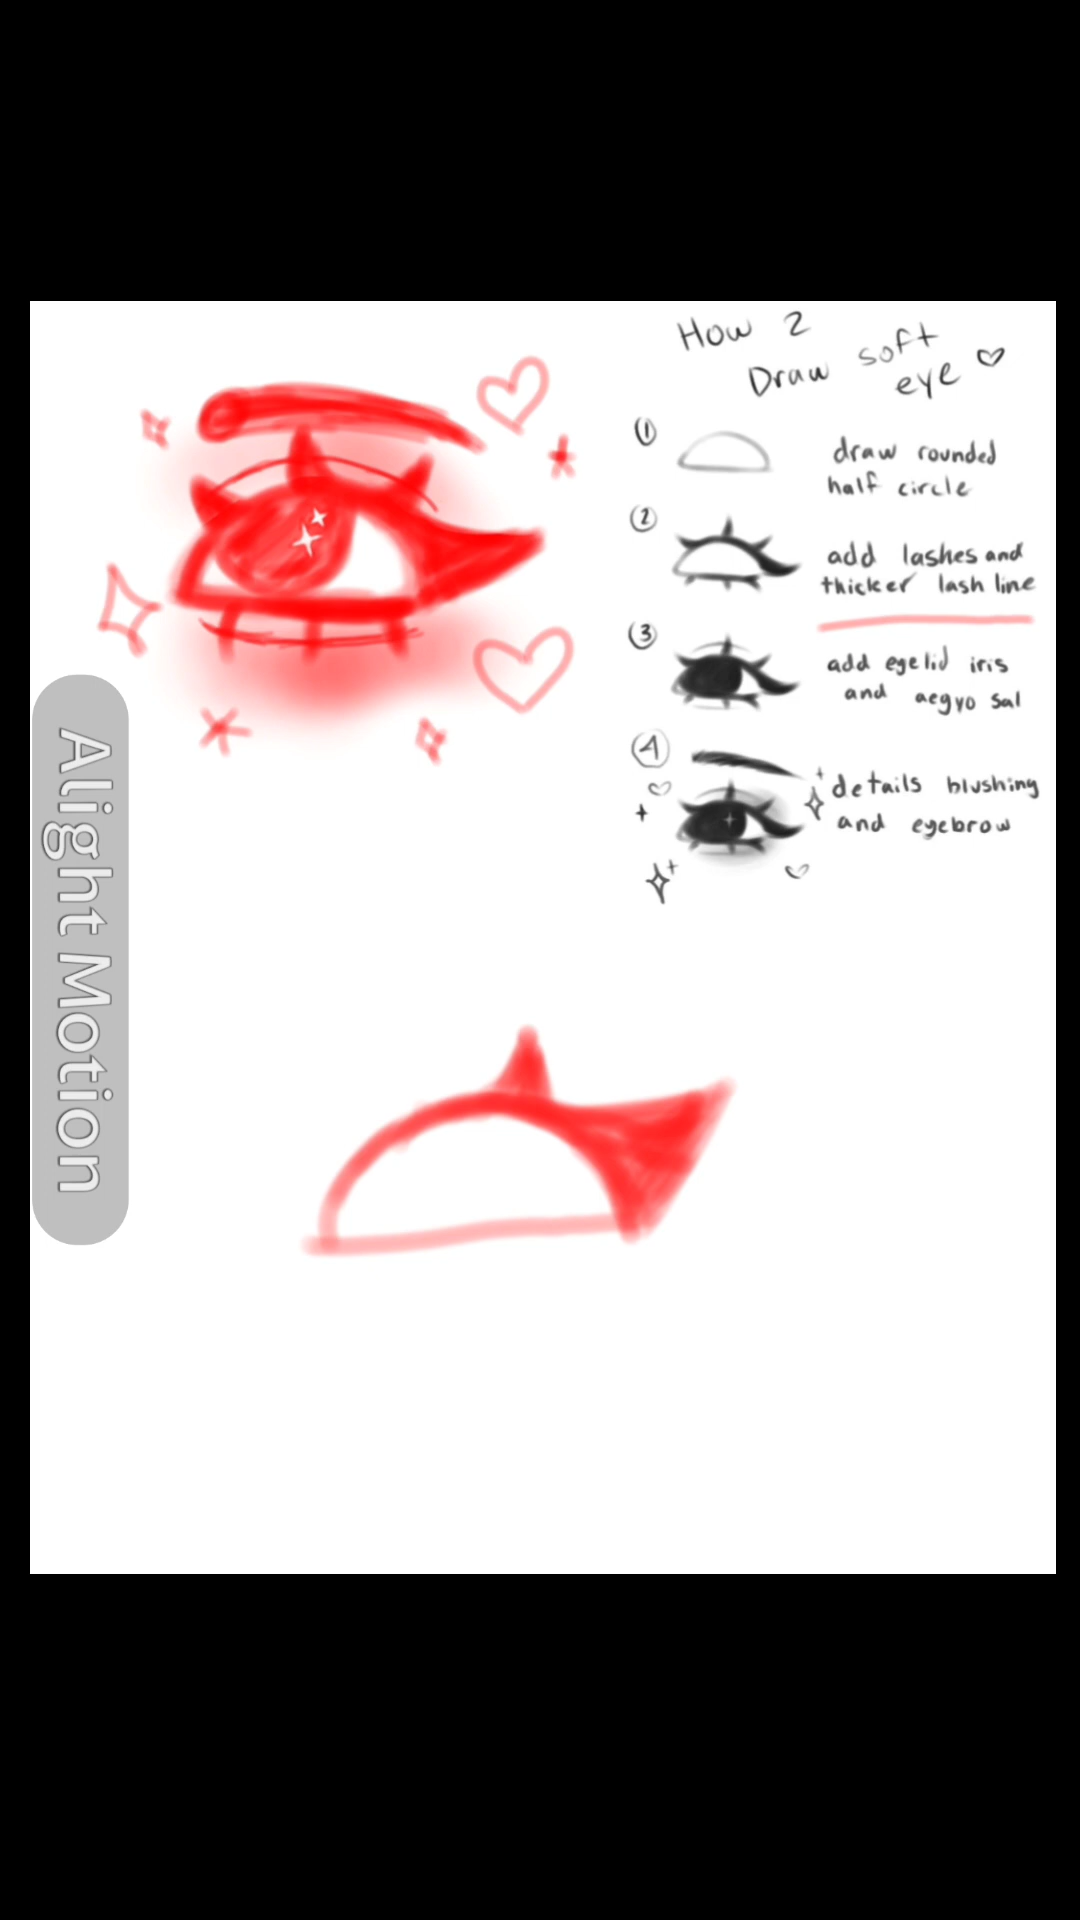 How 2
Draw soft
eye
1 draw rounded
half circle
2 add lashes and
thicker lash line
3 add eyelid iris
and aegyo sal
4 details blushing
and eyebrow
Alight Motion